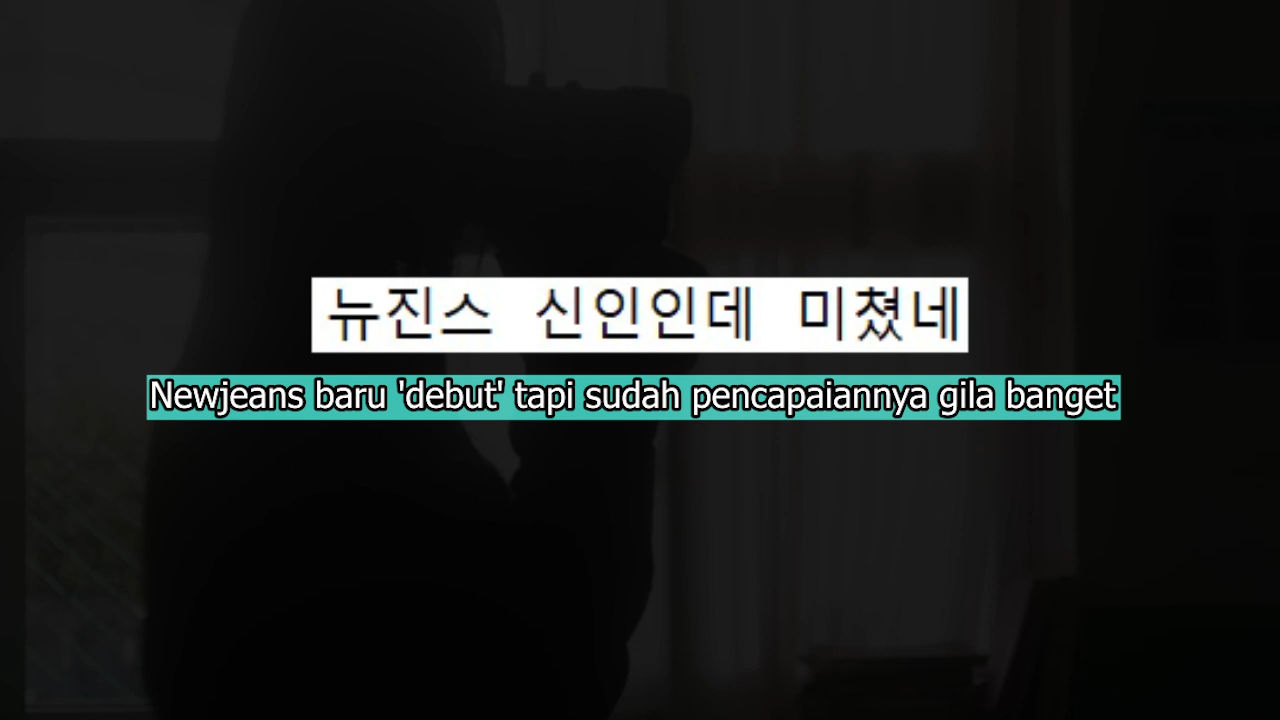 뉴진스 신인인데 미쳤네
Newjeans baru 'debut' tapi sudah pencapaiannya gila banget